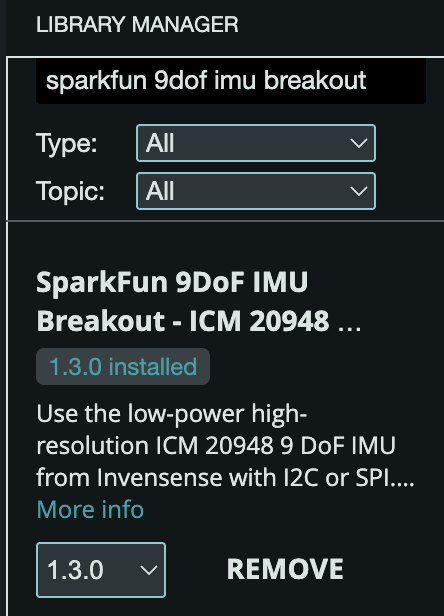 LIBRARY MANAGER
sparkfun 9dof imu breakout
Type: All
Topic: All
SparkFun 9DoF IMU
Breakout - ICM 20948 ...
1.3.0 installed
Use the low-power high-
resolution ICM 20948 9 DoF IMU
from Invensense with I2C or SPI....
More info
1.3.0 REMOVE